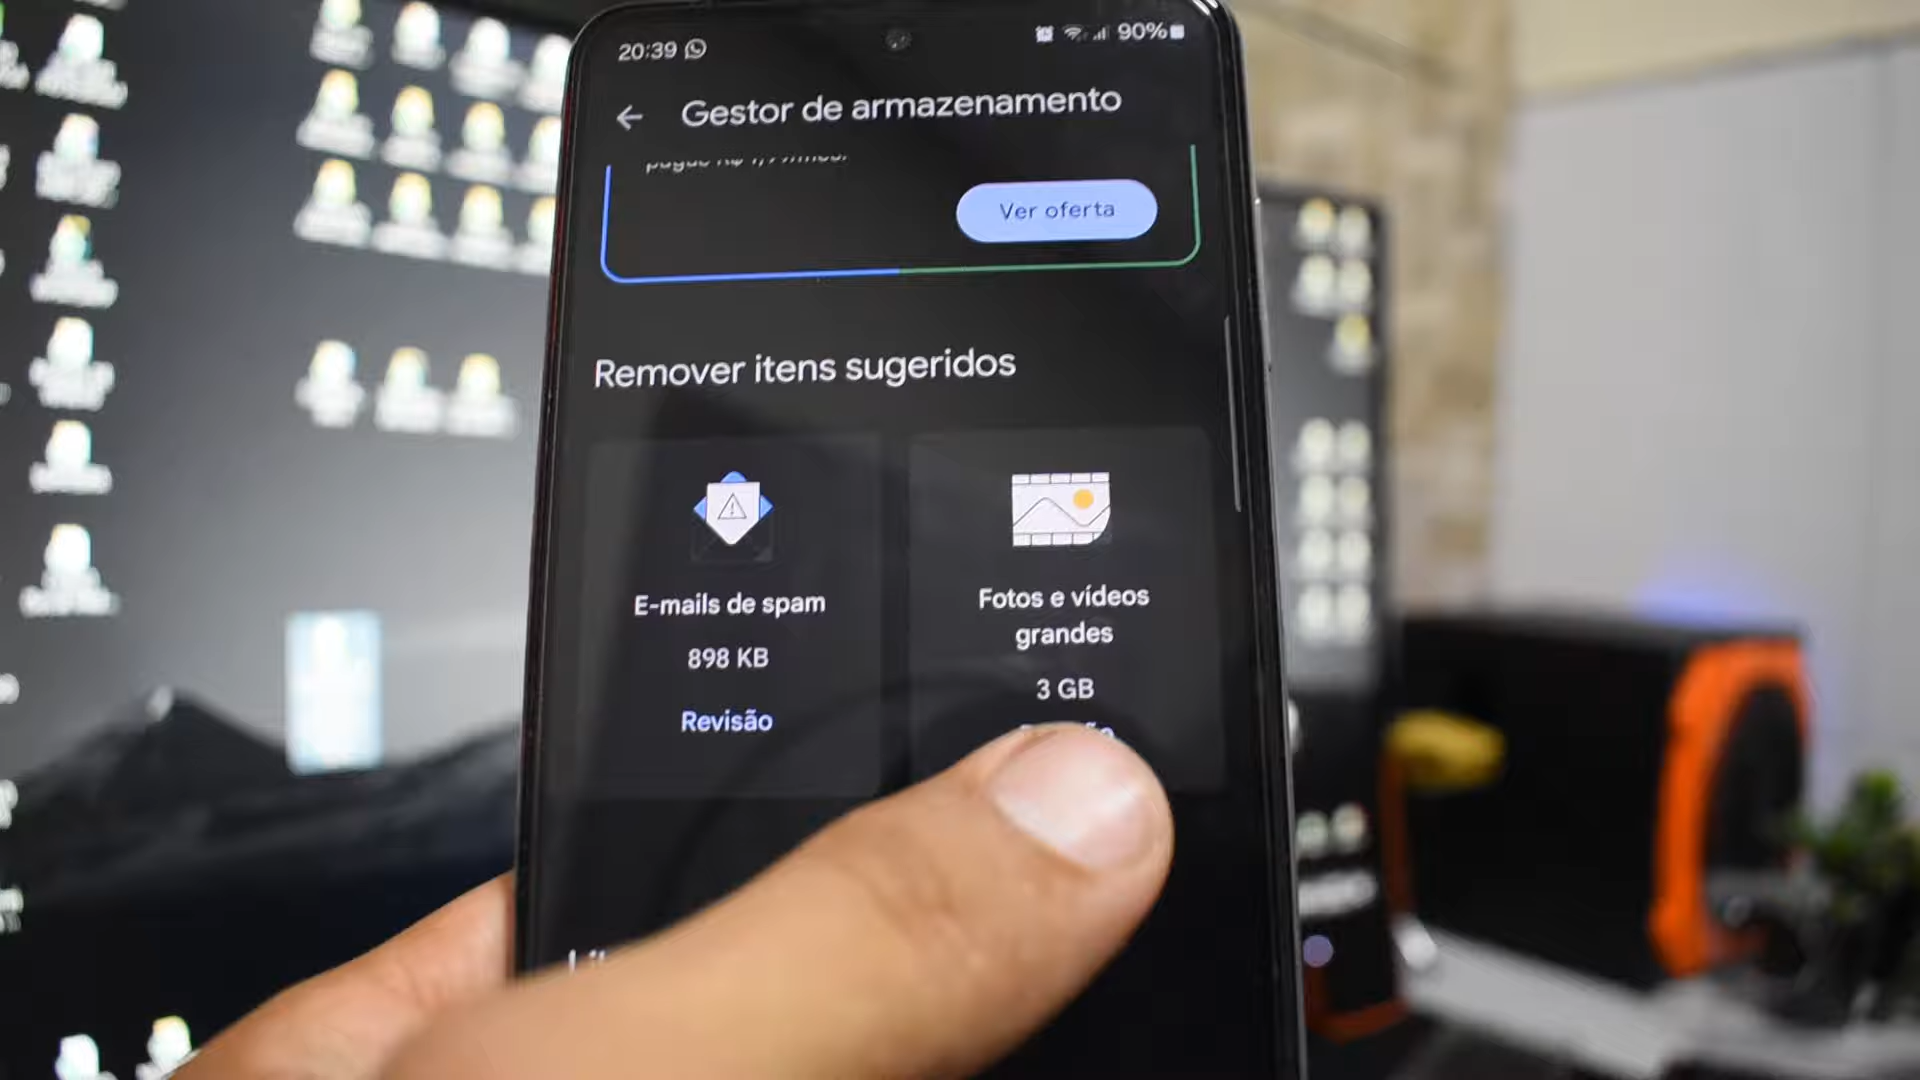 20:39
90%
Gestor de armazenamento
Ver oferta
Remover itens sugeridos
E-mails de spam
898 KB
Revisão
Fotos e vídeos
grandes
3 GB